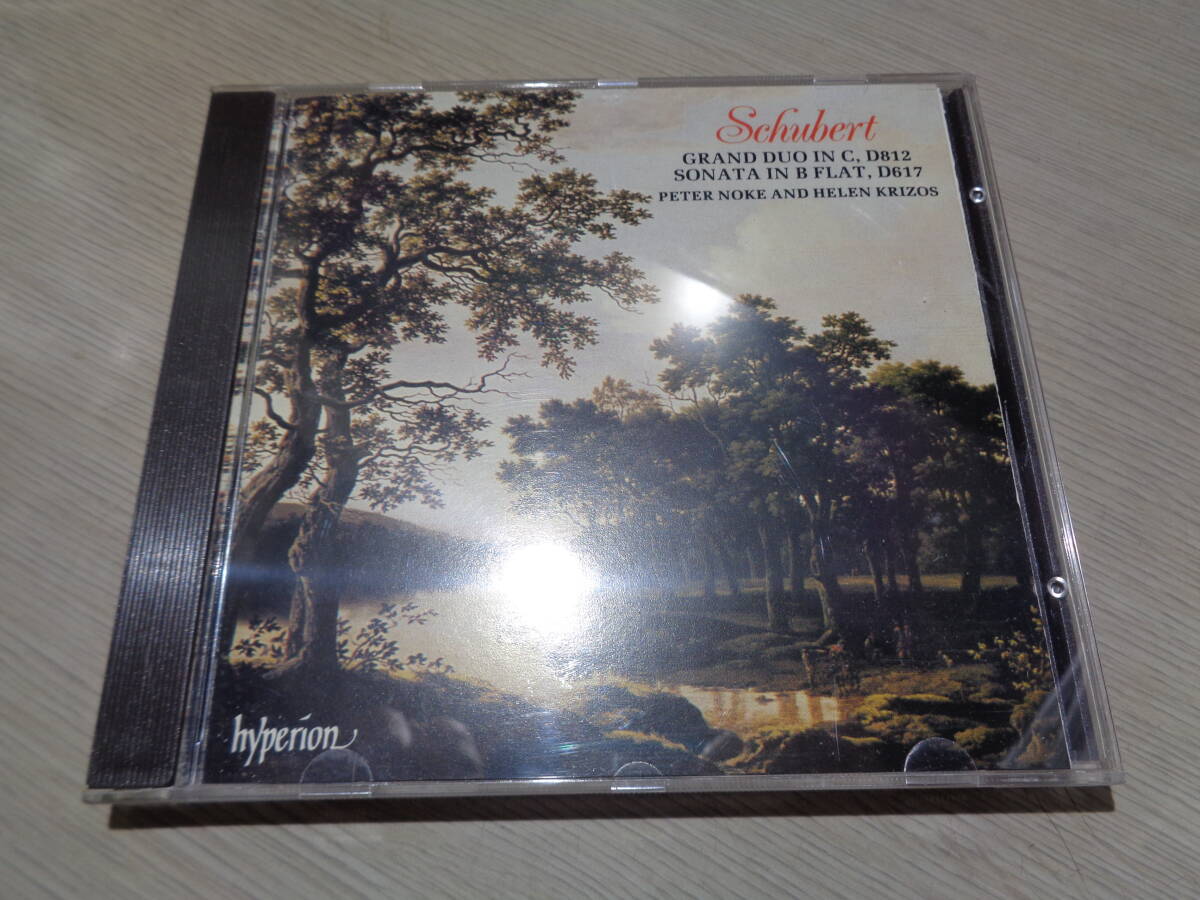 Schubert
GRAND DUO IN C, D812
SONATA IN B FLAT, D617
PETER NOKE AND HELEN KRIZOS
hyperion